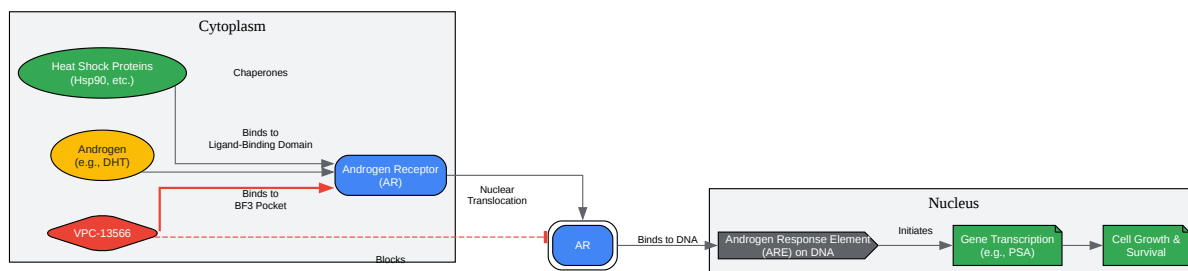 Cytoplasm
Heat Shock Proteins
(Hsp90, etc.)
Chaperones
Androgen
(e.g., DHT)
Binds to
Ligand-Binding Domain
Androgen Receptor
(AR)
Binds to
BF3 Pocket
VPC-13566
Blocks
Nuclear
Translocation
AR
Binds to DNA
Nucleus
Androgen Response Element
(ARE) on DNA
Initiates
Gene Transcription
(e.g., PSA)
Cell Growth &
Survival